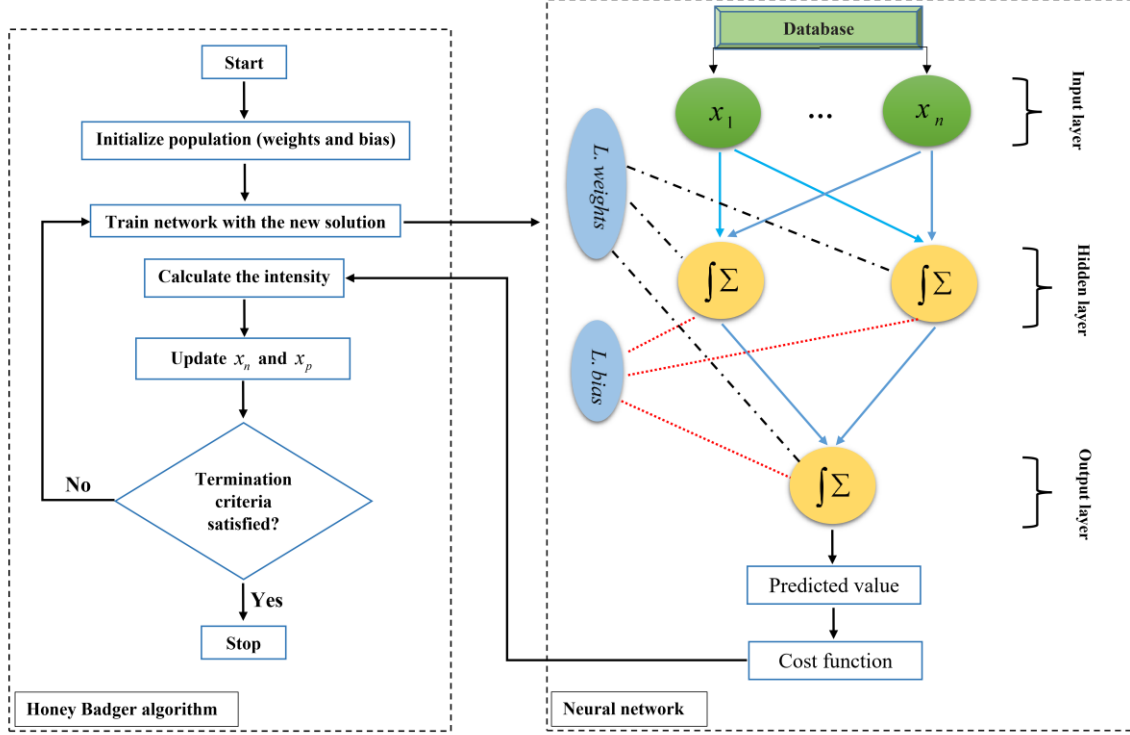 Start
Initialize population (weights and bias)
Train network with the new solution
Calculate the intensity
Update x_n and x_p
Termination
criteria
satisfied?
No
Yes
Stop
Honey Badger algorithm
Database
x_1
...
x_n
Input layer
L. weights
∫Σ
∫Σ
Hidden layer
L. bias
∫Σ
Output layer
Predicted value
Cost function
Neural network